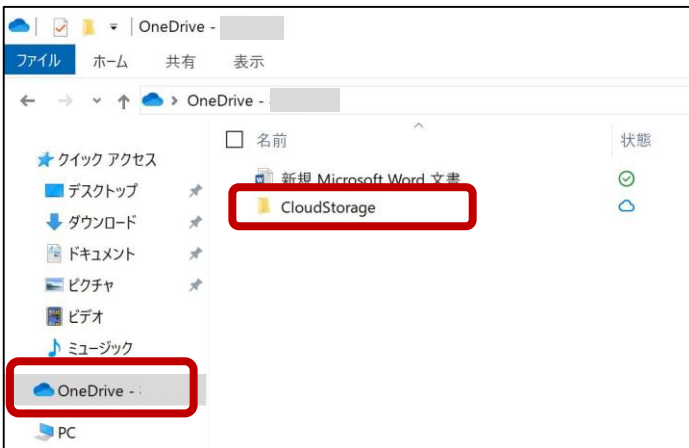 OneDrive -
ファイル ホーム 共有 表示
OneDrive -
名前 状態
クイック アクセス
新規 Microsoft Word 文書
デスクトップ
CloudStorage
ダウンロード
ドキュメント
ピクチャ
ビデオ
ミュージック
OneDrive -
PC